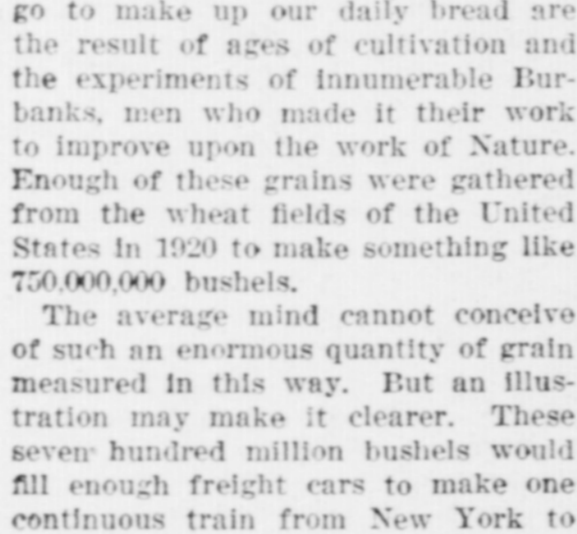 go to make up our daily bread are
the result of ages of cultivation and
the experiments of innumerable Bur-
banks, men who made it their work
to improve upon the work of Nature.
Enough of these grains were gathered
from the wheat fields of the United
States in 1920 to make something like
750,000,000 bushels.
The average mind cannot conceive
of such an enormous quantity of grain
measured in this way. But an illus-
tration may make it clearer. These
seven hundred million bushels would
fill enough freight cars to make one
continuous train from New York to